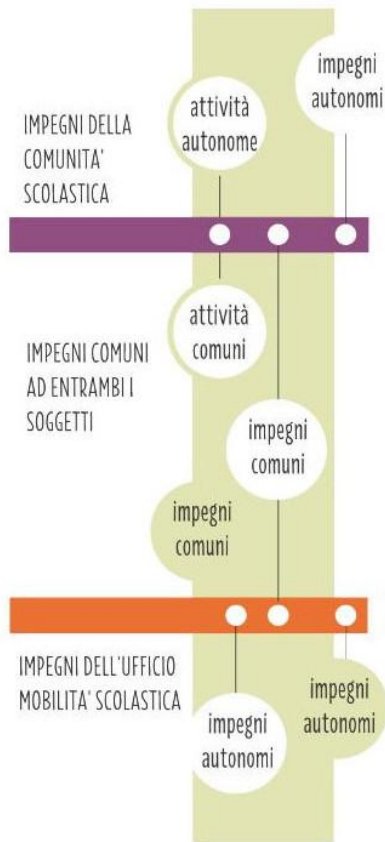 impegni
autonomi
attività
autonome
IMPEGNI DELLA
COMUNITA'
SCOLASTICA
attività
comuni
IMPEGNI COMUNI
AD ENTRAMBI I
SOGGETTI
impegni
comuni
impegni
comuni
IMPEGNI DELL'UFFICIO
MOBILITA' SCOLASTICA
impegni
autonomi
impegni
autonomi